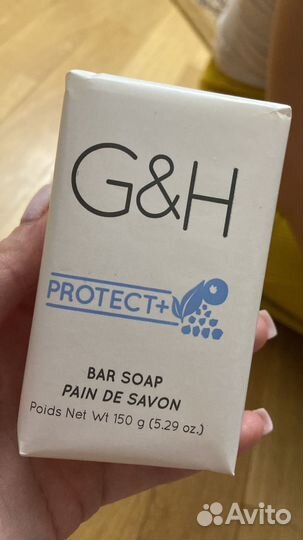 G&H
PROTECT+
BAR SOAP
PAIN DE SAVON
Poids Net Wt 150 g (5.29 oz.)
Avito